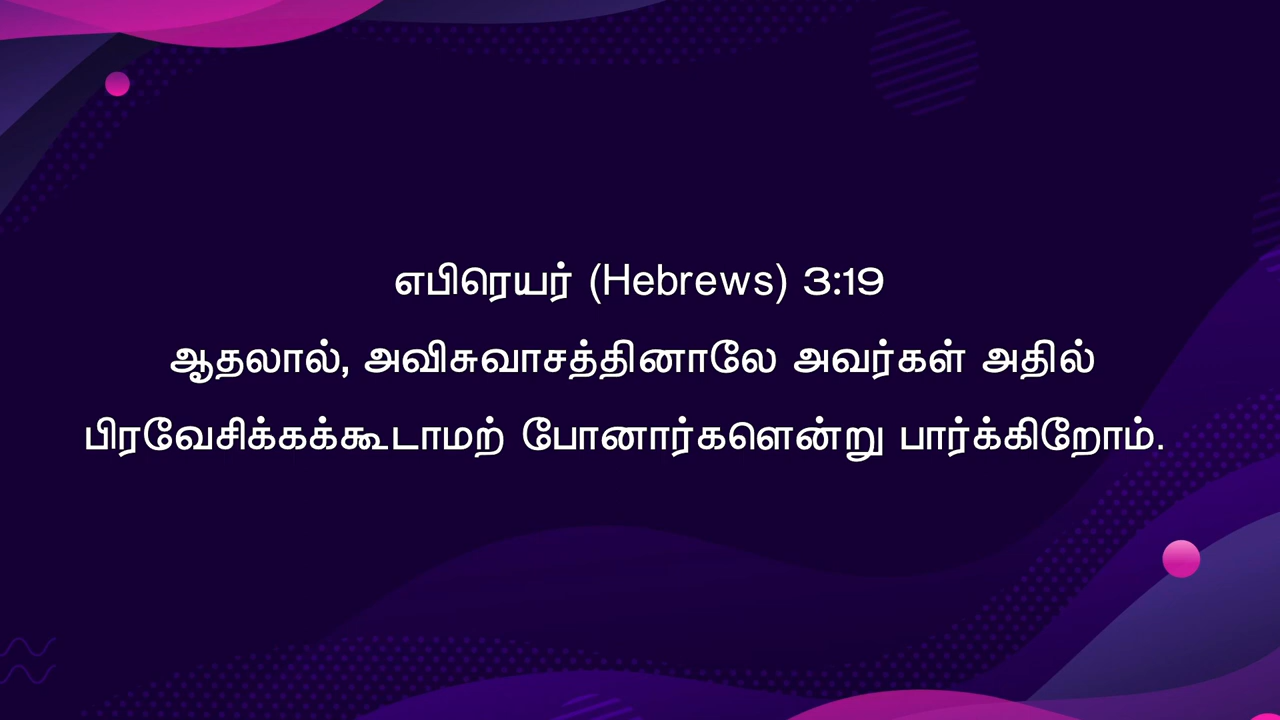 எபிரெயர் (Hebrews) 3:19
ஆதலால், அவிசுவாசத்தினாலே அவர்கள் அதில்
பிரவேசிக்கக்கூடாமற் போனார்களென்று பார்க்கிறோம்.